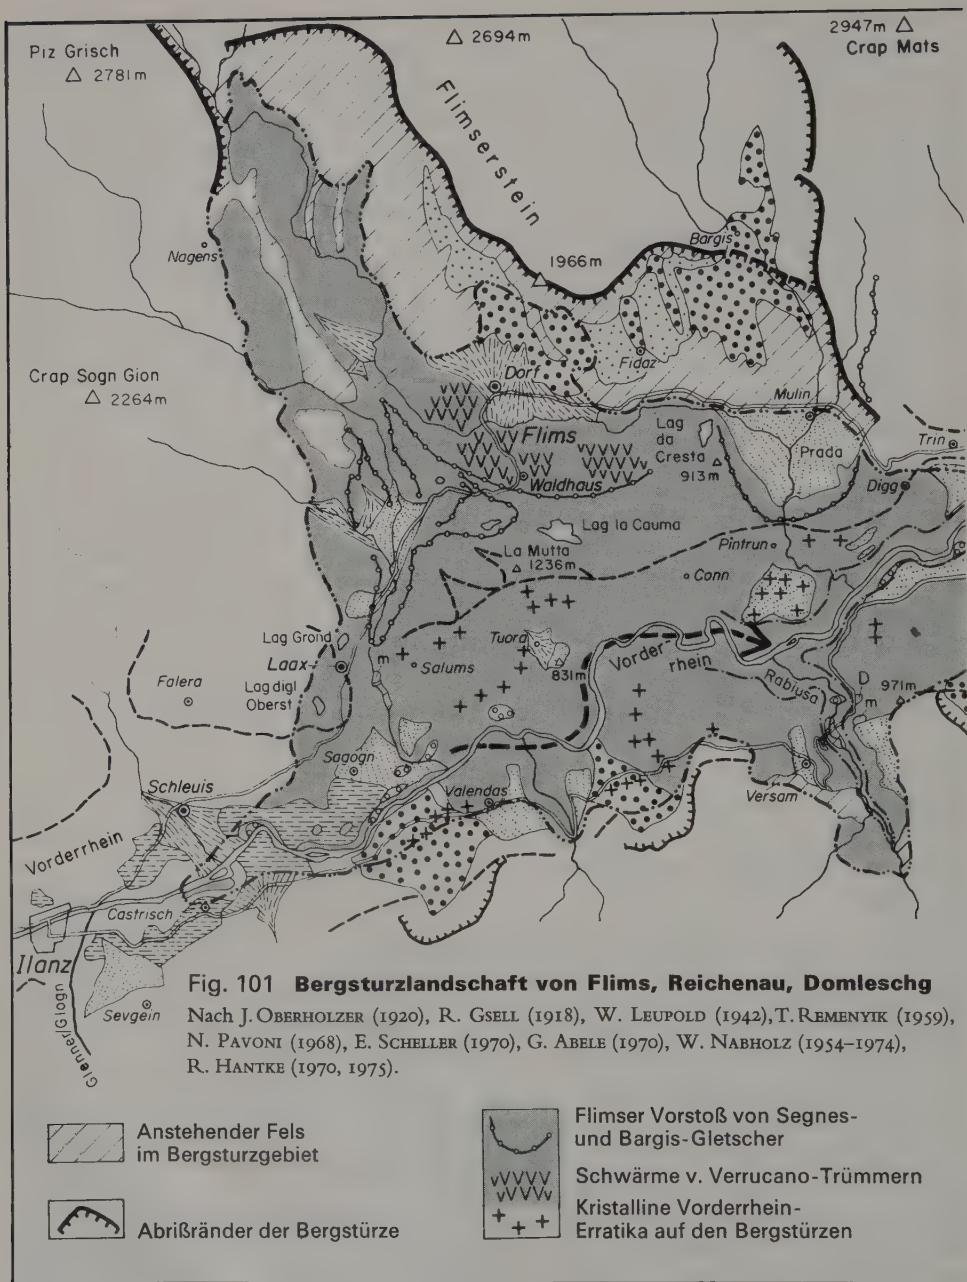 Piz Grisch
△ 2781m
△ 2694m
2947m △
Crap Mats
Flimserstein
Bargis
1966m
Nagens
Fidaz
Dorf
Crap Sogn Gion
△ 2264m
Mulin
Flims
Lag
da
Cresta
913m
Prada
Trin
Waldhaus
Digg
Lag la Cauma
La Mutta
1236m
Pintrun
Conn
Lag Grond
Laax
Lag digl
Oberst
m
Salums
Tuora
831m
Vorder
rhein
Rabiusa
D
m
971m
Falera
Sagogn
Schleuis
Valendas
Versam
Vorderrhein
Castrisch
Ilanz
Sevgein
Glenner/Glogn
Fig. 101 Bergsturzlandschaft von Flims, Reichenau, Domleschg
Nach J. OBERHOLZER (1920), R. GSELL (1918), W. LEUPOLD (1942), T. REMENYIK (1959),
N. PAVONI (1968), E. SCHELLER (1970), G. ABELE (1970), W. NABHOLZ (1954–1974),
R. HANTKE (1970, 1975).
Anstehender Fels
im Bergsturzgebiet
Abrißränder der Bergstürze
Flimser Vorstoß von Segnes-
und Bargis-Gletscher
Schwärme v. Verrucano-Trümmern
Kristalline Vorderrhein-
Erratika auf den Bergstürzen